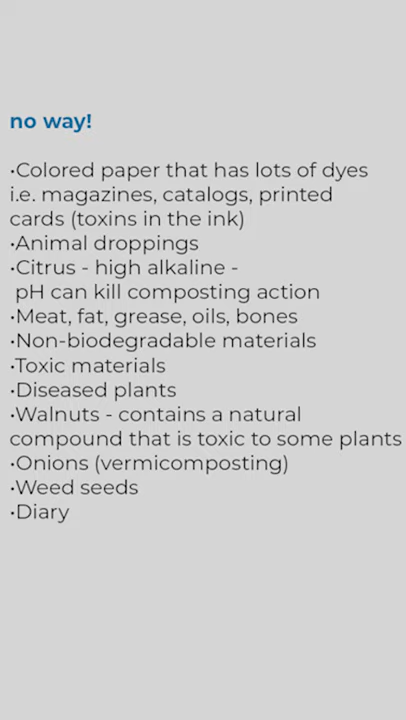 no way!
•Colored paper that has lots of dyes
i.e. magazines, catalogs, printed
cards (toxins in the ink)
•Animal droppings
•Citrus - high alkaline -
pH can kill composting action
•Meat, fat, grease, oils, bones
•Non-biodegradable materials
•Toxic materials
•Diseased plants
•Walnuts - contains a natural
compound that is toxic to some plants
•Onions (vermicomposting)
•Weed seeds
•Diary